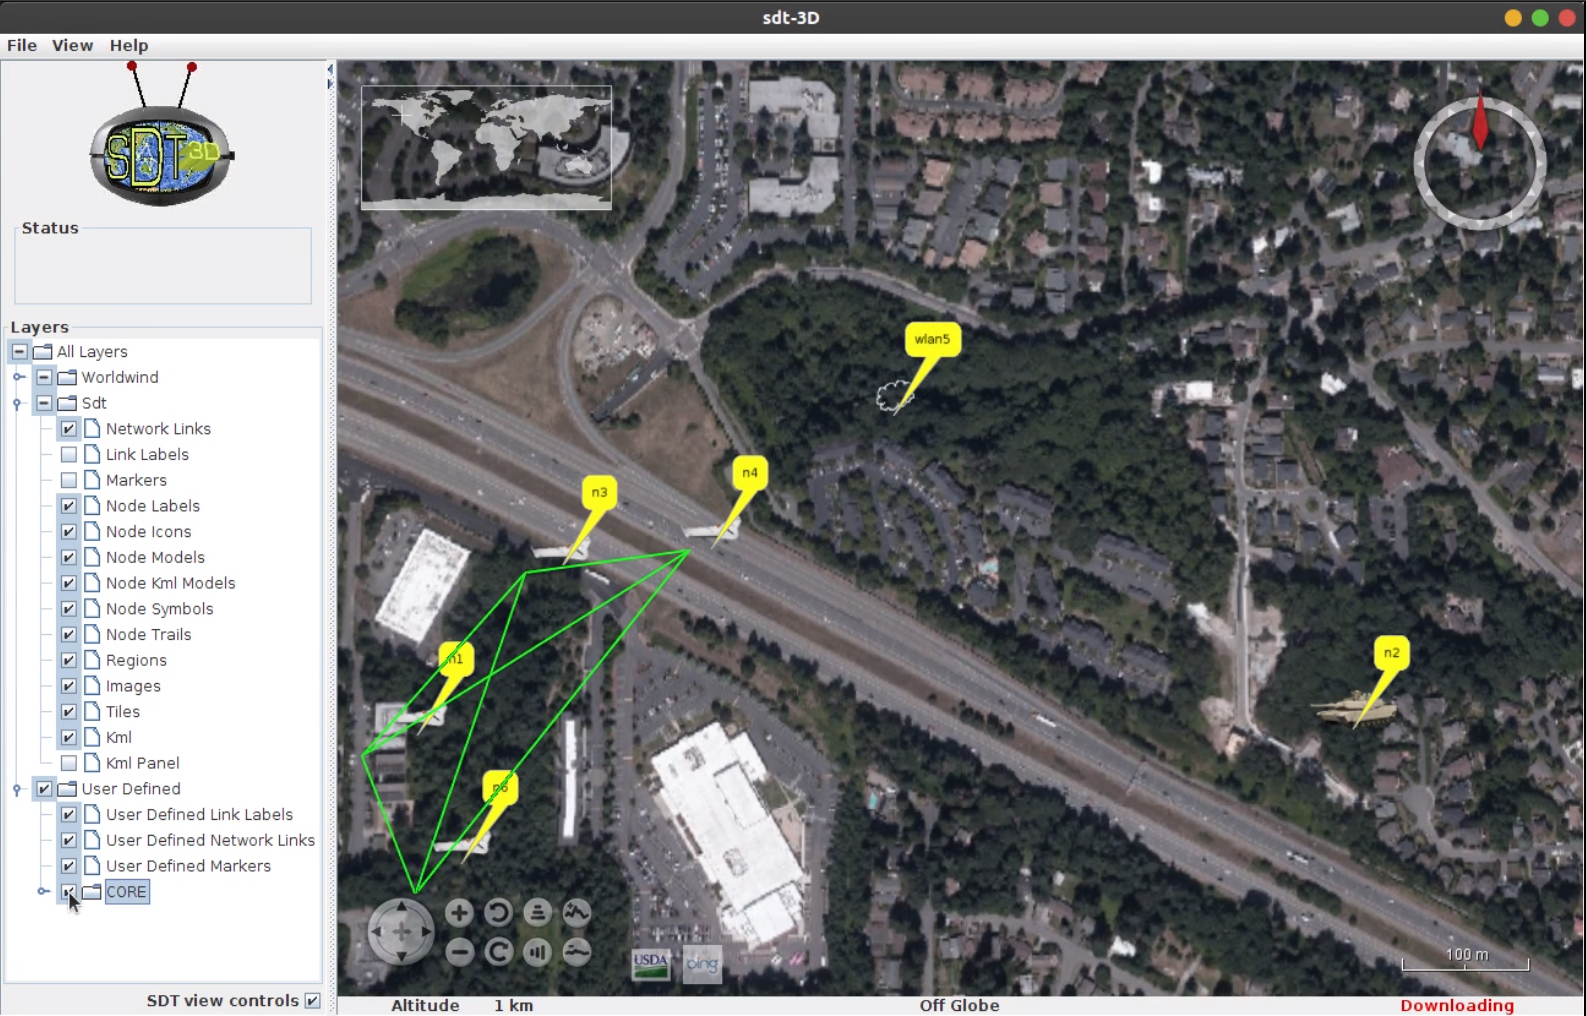 sdt-3D
File View Help
SDT 3D
Status
Layers
All Layers
Worldwind
Sdt
Network Links
Link Labels
Markers
Node Labels
Node Icons
Node Models
Node Kml Models
Node Symbols
Node Trails
Regions
Images
Tiles
Kml
Kml Panel
User Defined
User Defined Link Labels
User Defined Network Links
User Defined Markers
CORE
SDT view controls
wlan5
n4
n3
n2
n1
n6
USDA
bing
100 m
Altitude 1 km
Off Globe
Downloading